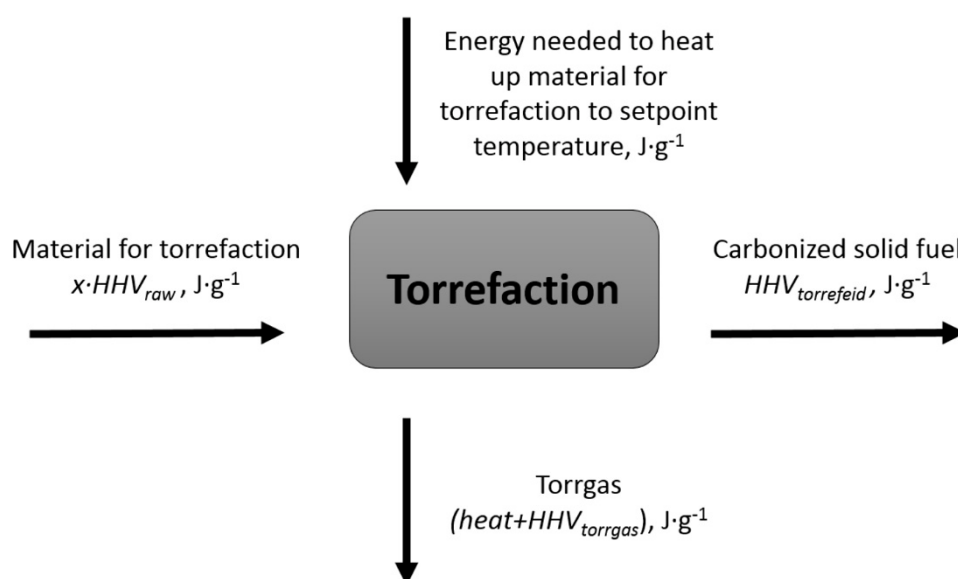 Energy needed to heat
up material for
torrefaction to setpoint
temperature, J·g⁻¹
Material for torrefaction
x·HHVraw, J·g⁻¹
Torrefaction
Carbonized solid fuel
HHVtorrefeid, J·g⁻¹
Torrgas
(heat+HHVtorrgas), J·g⁻¹